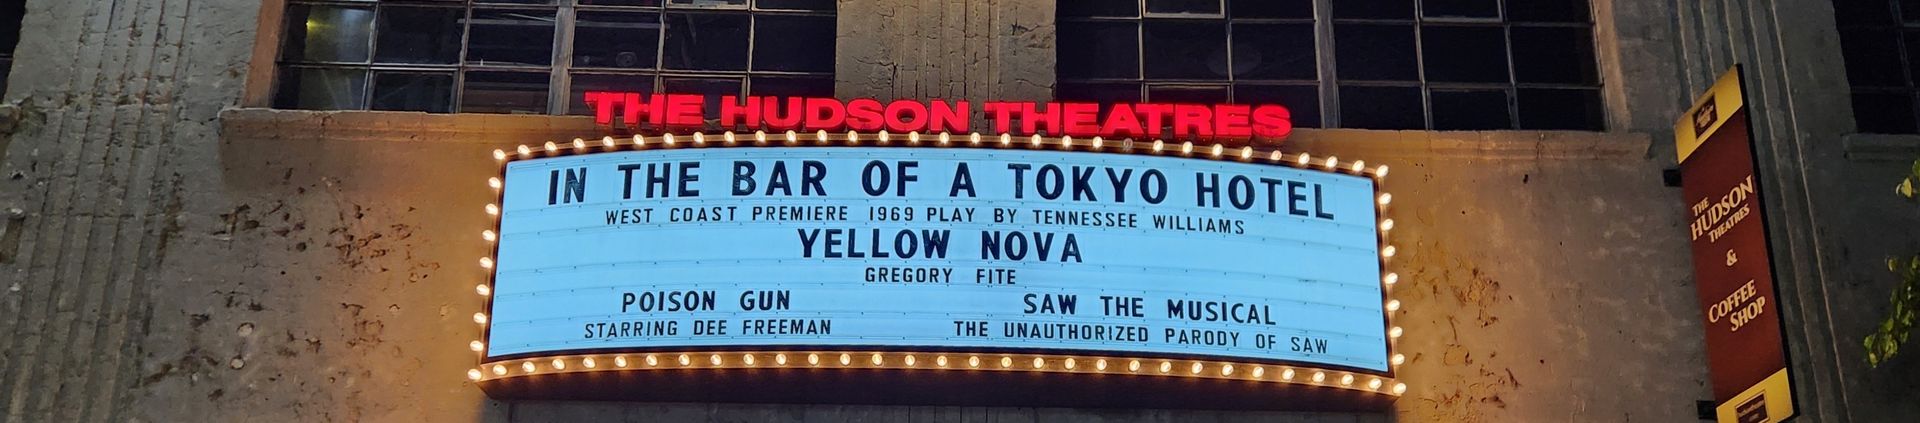 THE HUDSON THEATRES
IN THE BAR OF A TOKYO HOTEL
WEST COAST PREMIERE 1969 PLAY BY TENNESSEE WILLIAMS
YELLOW NOVA
GREGORY FITE
POISON GUN
STARRING DEE FREEMAN
SAW THE MUSICAL
THE UNAUTHORIZED PARODY OF SAW
THE
HUDSON
THEATRES
&
COFFEE
SHOP